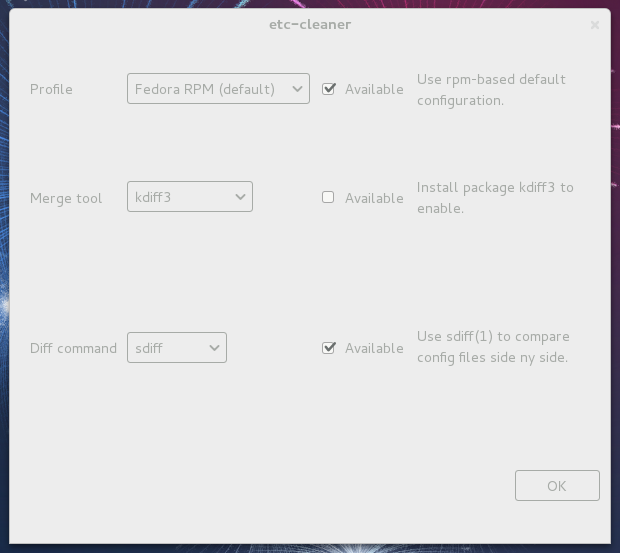 etc-cleaner
Profile
Fedora RPM (default)
Available
Use rpm-based default
configuration.
Merge tool
kdiff3
Available
Install package kdiff3 to
enable.
Diff command
sdiff
Available
Use sdiff(1) to compare
config files side ny side.
OK